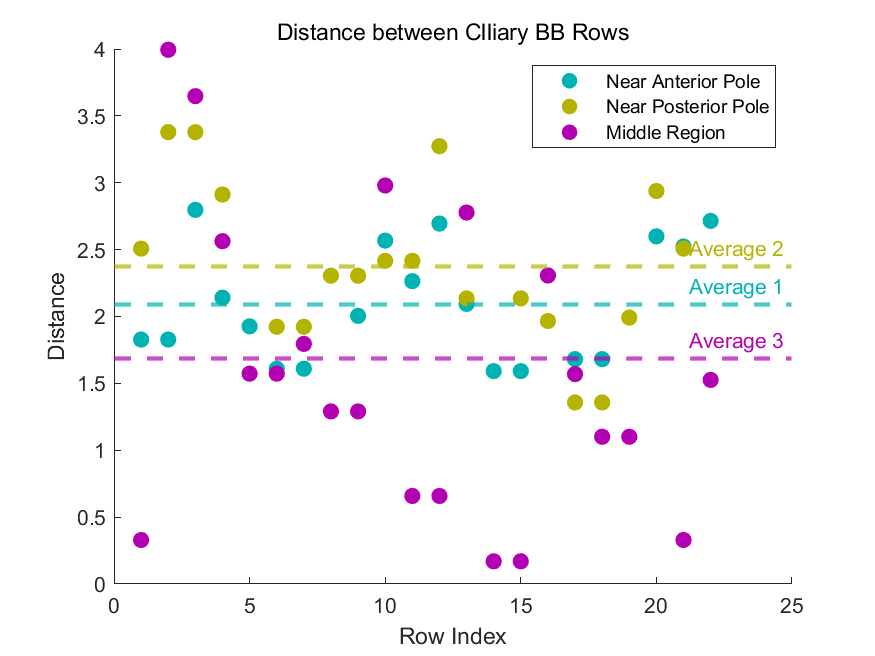 Distance between CIliary BB Rows
Near Anterior Pole
Near Posterior Pole
Middle Region
Average 2
Average 1
Average 3
Distance
4
3.5
3
2.5
2
1.5
1
0.5
0
0 5 10 15 20 25
Row Index